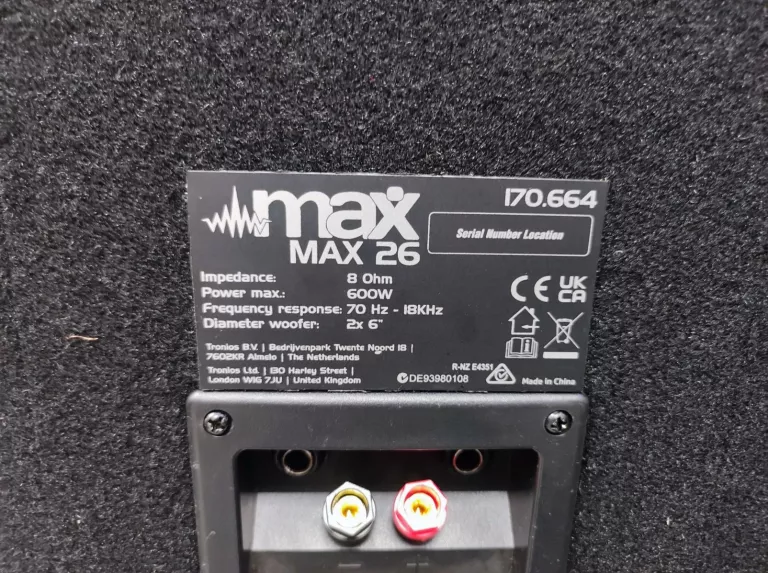 max
170.664
MAX 26
Serial Number Location
Impedance: 8 Ohm
Power max.: 600W
Frequency response: 70 Hz - 18KHz
Diameter woofer: 2x 6"
CE UK CA
Tronios B.V. | Bedrijvenpark Twente Noord 18 |
7602KR Almelo | The Netherlands
Tronios Ltd. | 130 Harley Street |
London W1G 7JU | United Kingdom
DE93980108
R-NZ E4351
Made in China
- +